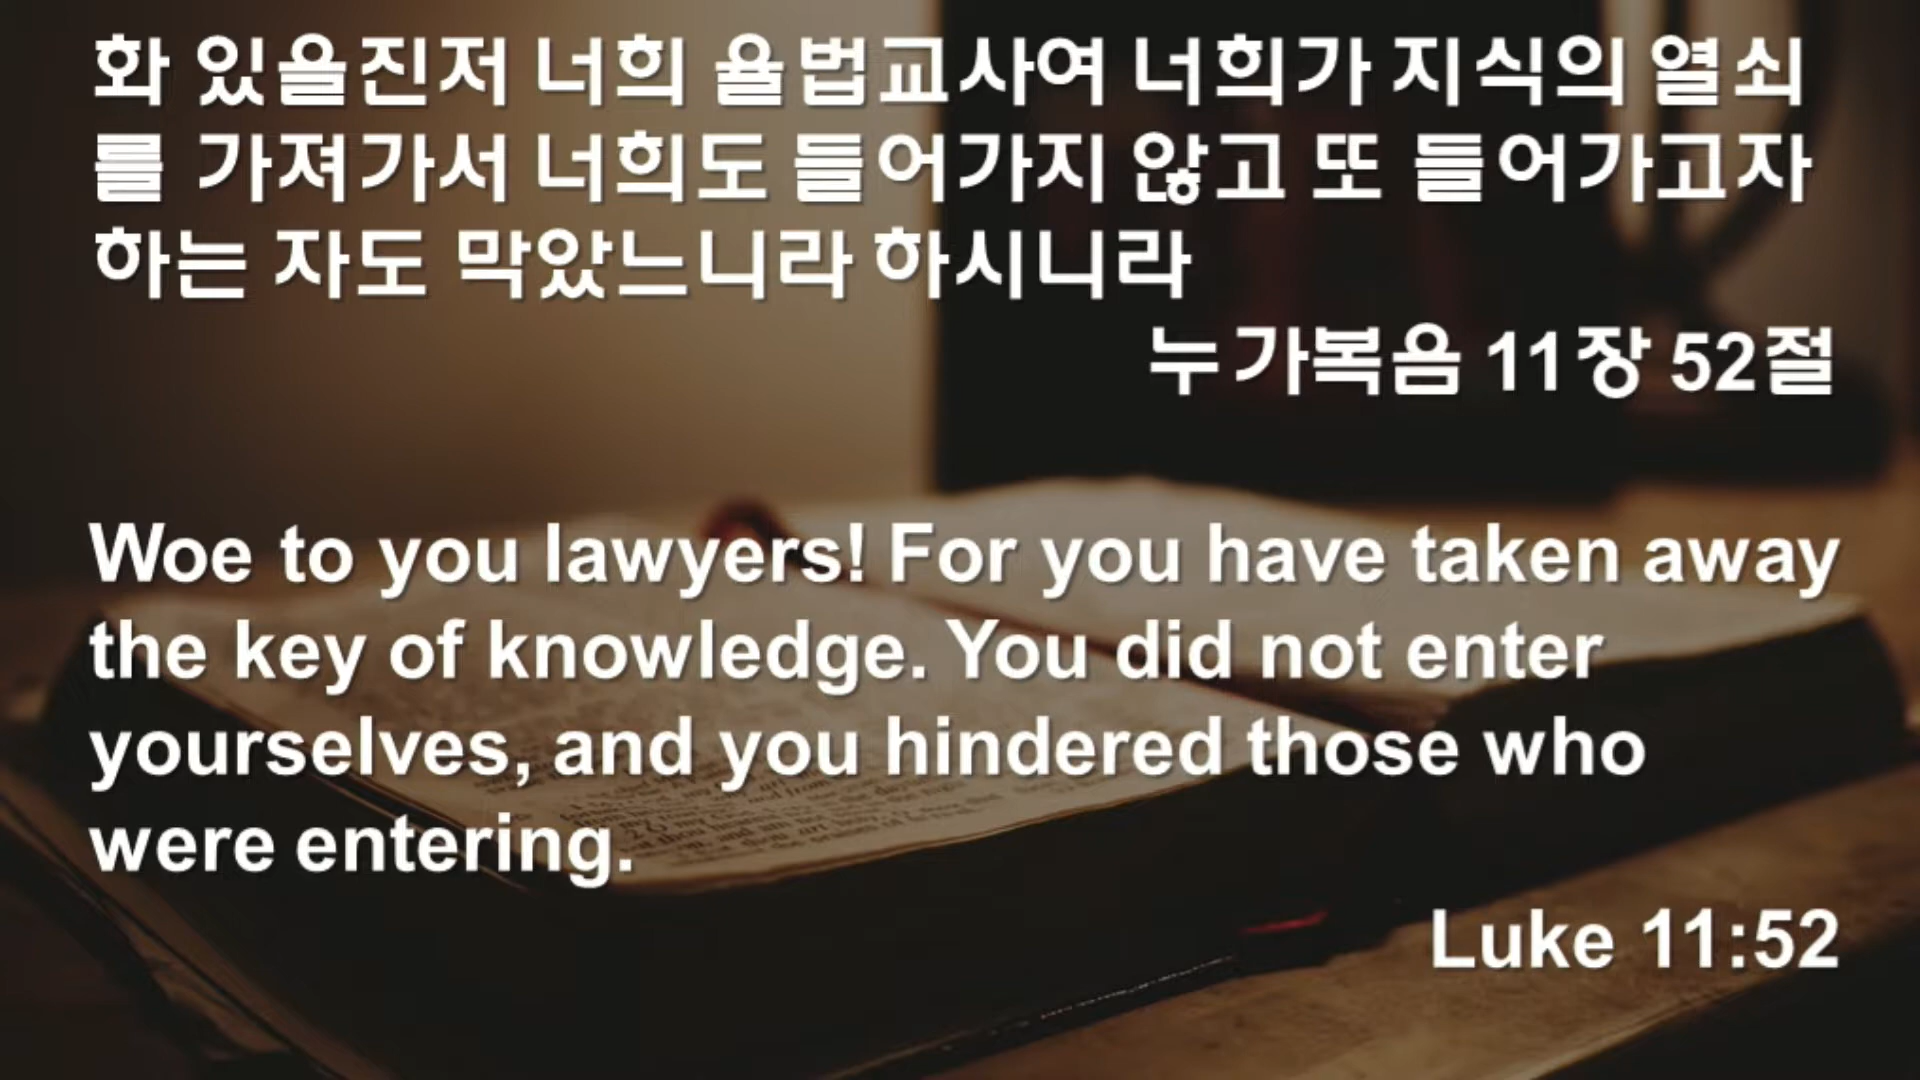 화 있을진저 너희 율법교사여 너희가 지식의 열쇠
를 가져가서 너희도 들어가지 않고 또 들어가고자
하는 자도 막았느니라 하시니라
누가복음 11장 52절
Woe to you lawyers! For you have taken away
the key of knowledge. You did not enter
yourselves, and you hindered those who
were entering.
Luke 11:52